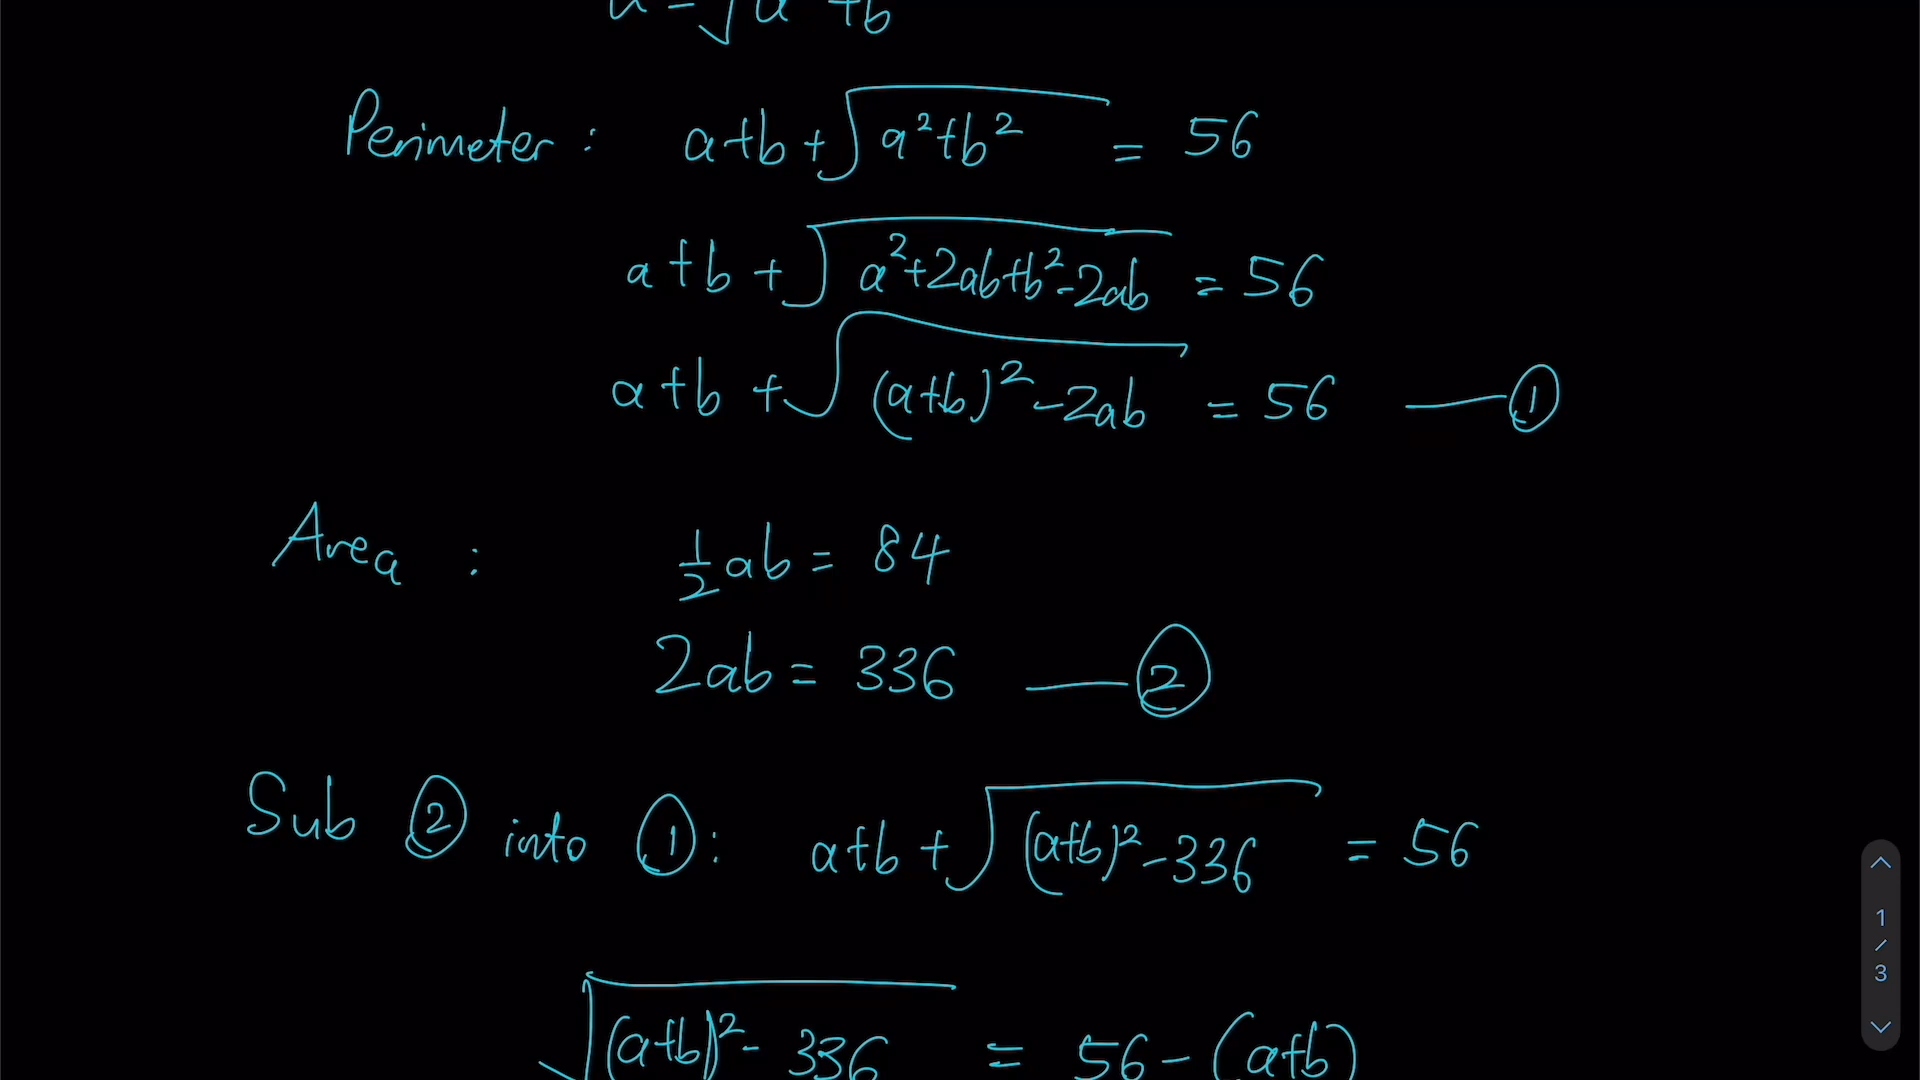 Perimeter : a+b+√(a²+b²) = 56
a+b+√(a²+2ab+b²-2ab) = 56
a+b+√((a+b)²-2ab) = 56 —— ①
Area : ½ab = 84
2ab = 336 —— ②
Sub ② into ① : a+b+√((a+b)²-336) = 56
√((a+b)²-336) = 56-(a+b)
1
/
3